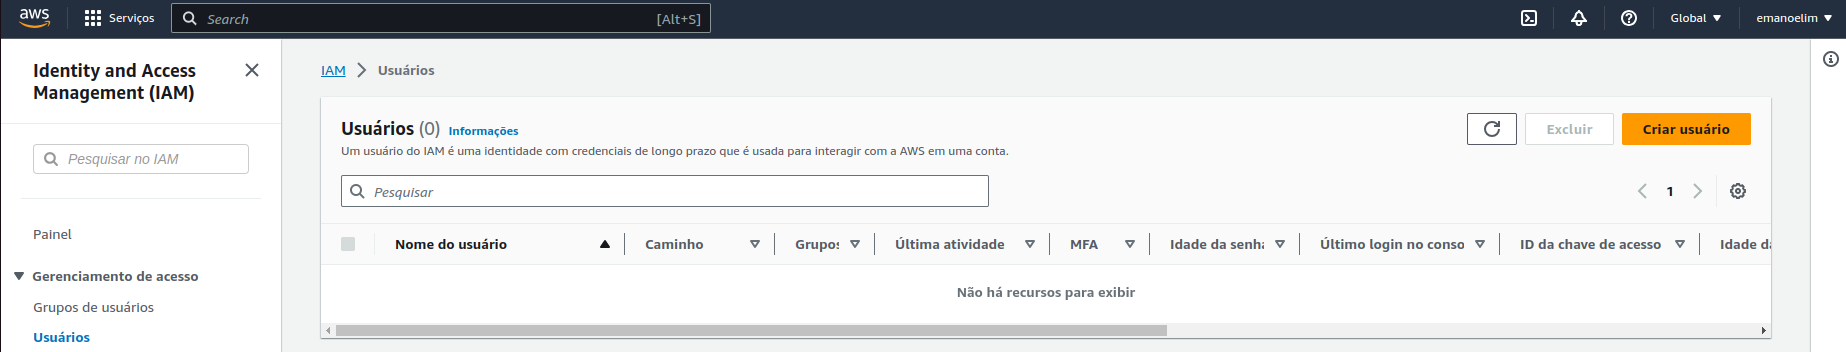 aws
Serviços
Search
[Alt+S]
Global
emanoelim
Identity and Access
Management (IAM)
Pesquisar no IAM
Painel
Gerenciamento de acesso
Grupos de usuários
Usuários
IAM
Usuários
Usuários (0) Informações
Um usuário do IAM é uma identidade com credenciais de longo prazo que é usada para interagir com a AWS em uma conta.
Excluir
Criar usuário
Pesquisar
1
Nome do usuário Caminho Grupos Última atividade MFA Idade da senha Último login no conso ID da chave de acesso Idade da
Não há recursos para exibir